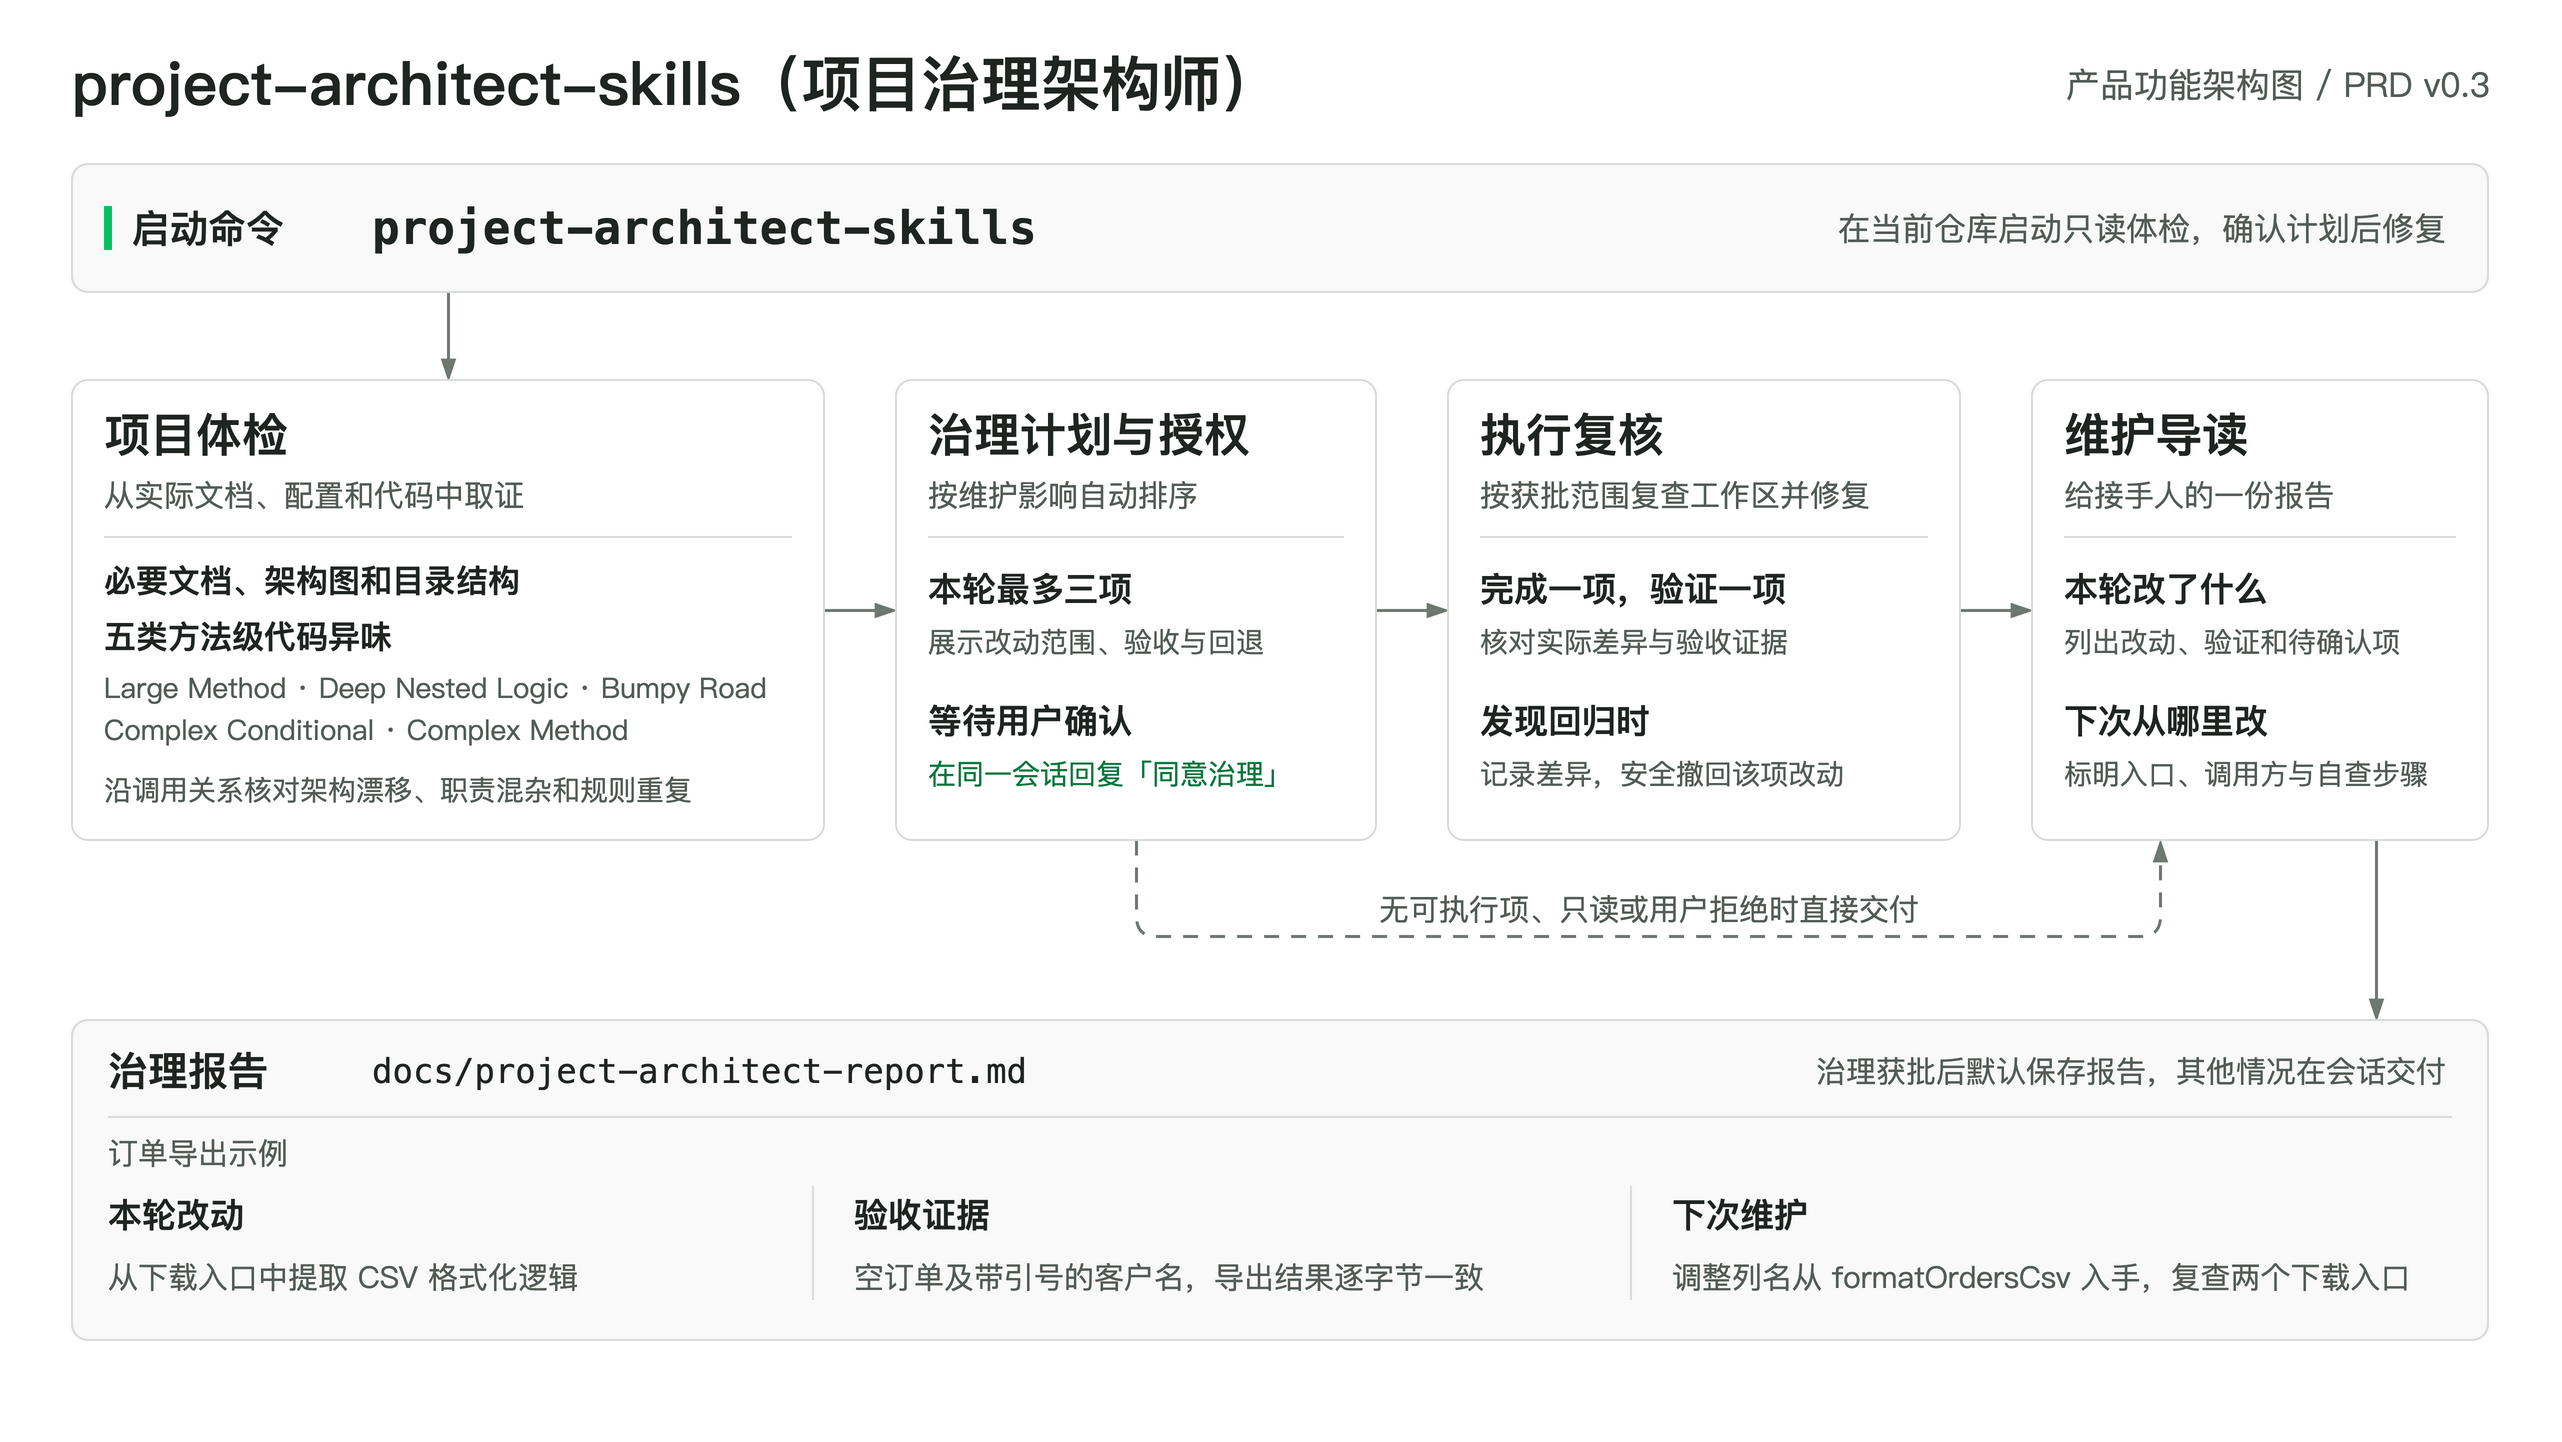 project-architect-skills（项目治理架构师）
产品功能架构图 / PRD v0.3
启动命令
project-architect-skills
在当前仓库启动只读体检，确认计划后修复
项目体检
从实际文档、配置和代码中取证
必要文档、架构图和目录结构
五类方法级代码异味
Large Method · Deep Nested Logic · Bumpy Road
Complex Conditional · Complex Method
沿调用关系核对架构漂移、职责混杂和规则重复
治理计划与授权
按维护影响自动排序
本轮最多三项
展示改动范围、验收与回退
等待用户确认
在同一会话回复「同意治理」
执行复核
按获批范围复查工作区并修复
完成一项，验证一项
核对实际差异与验收证据
发现回归时
记录差异，安全撤回该项改动
维护导读
给接手人的一份报告
本轮改了什么
列出改动、验证和待确认项
下次从哪里改
标明入口、调用方与自查步骤
无可执行项、只读或用户拒绝时直接交付
治理报告
docs/project-architect-report.md
治理获批后默认保存报告，其他情况在会话交付
订单导出示例
本轮改动
从下载入口中提取 CSV 格式化逻辑
验收证据
空订单及带引号的客户名，导出结果逐字节一致
下次维护
调整列名从 formatOrdersCsv 入手，复查两个下载入口